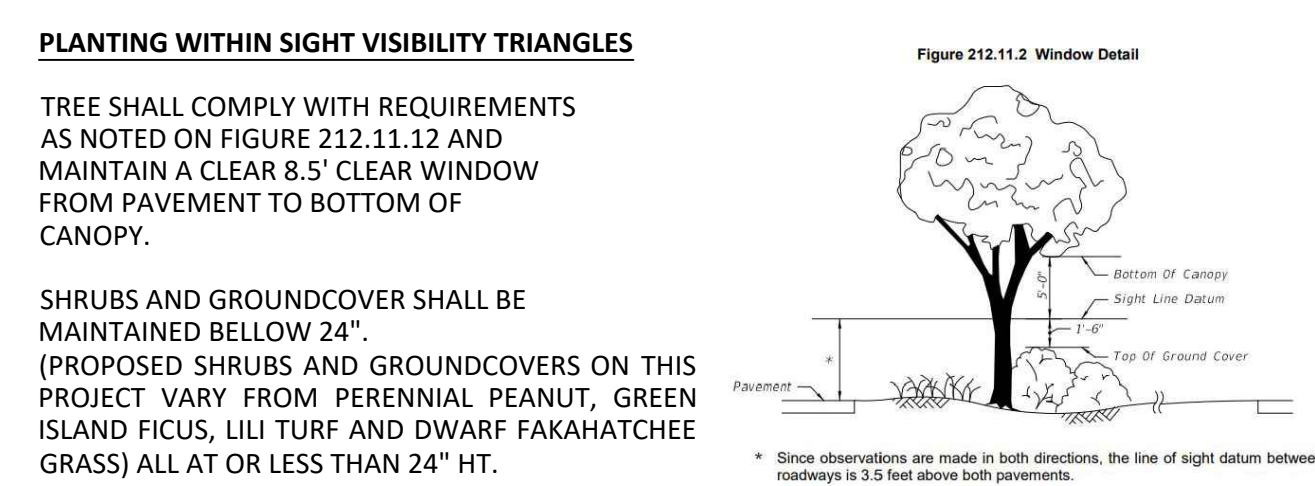 PLANTING WITHIN SIGHT VISIBILITY TRIANGLES
TREE SHALL COMPLY WITH REQUIREMENTS
AS NOTED ON FIGURE 212.11.12 AND
MAINTAIN A CLEAR 8.5' CLEAR WINDOW
FROM PAVEMENT TO BOTTOM OF
CANOPY.
SHRUBS AND GROUNDCOVER SHALL BE
MAINTAINED BELLOW 24".
(PROPOSED SHRUBS AND GROUNDCOVERS ON THIS
PROJECT VARY FROM PERENNIAL PEANUT, GREEN
ISLAND FICUS, LILI TURF AND DWARF FAKAHATCHEE
GRASS) ALL AT OR LESS THAN 24" HT.
Figure 212.11.2 Window Detail
Bottom Of Canopy
5'-0"
Sight Line Datum
1'-6"
*
Top Of Ground Cover
Pavement
* Since observations are made in both directions, the line of sight datum betwee
roadways is 3.5 feet above both pavements.